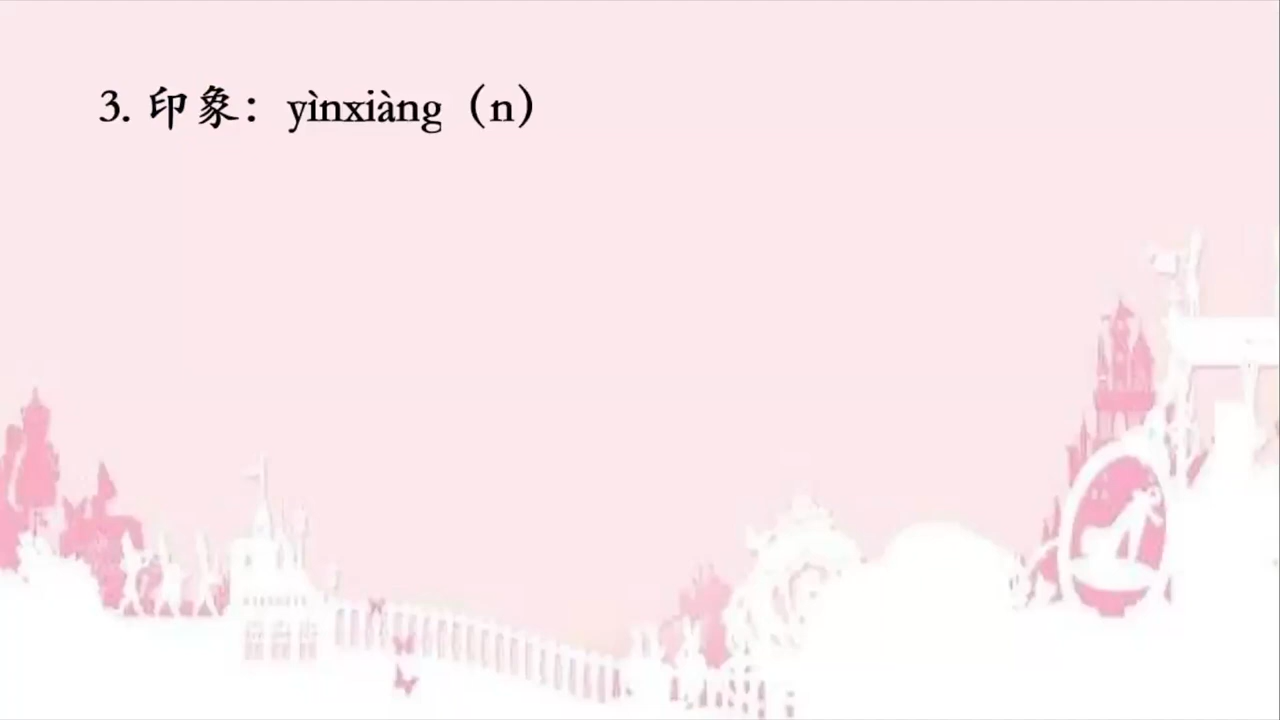 3. 印象：yìnxiàng（n）